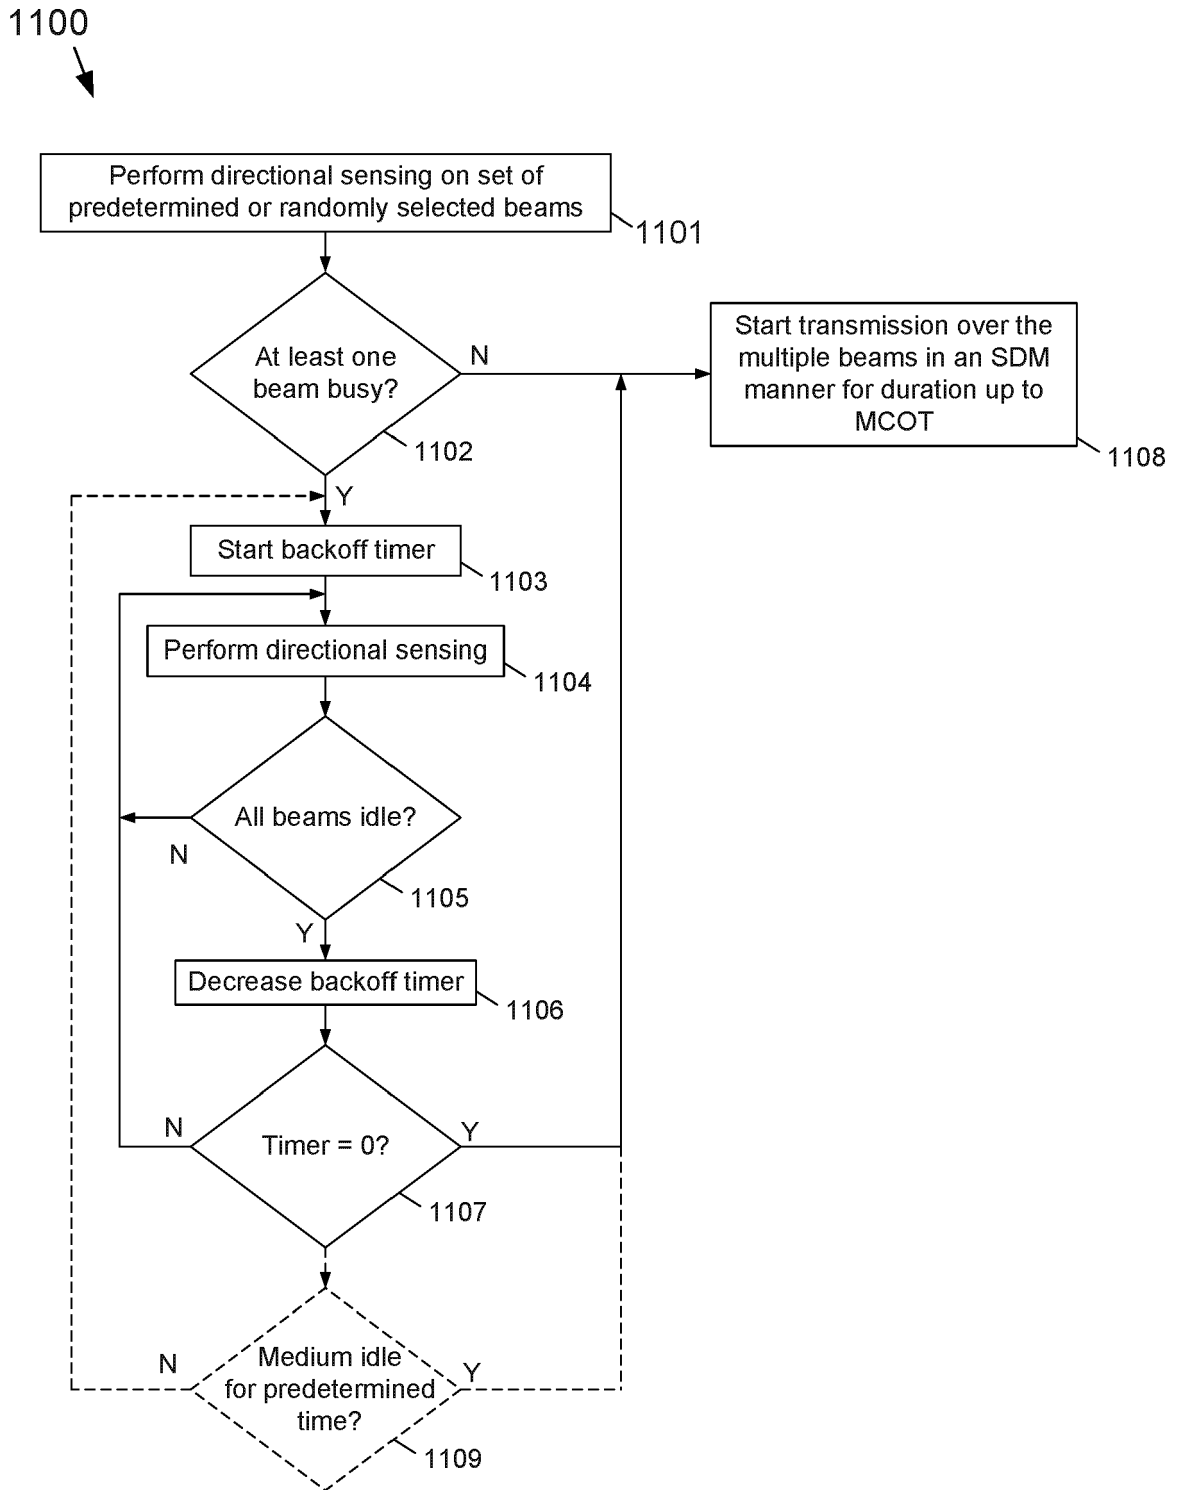 1100
Perform directional sensing on set of
predetermined or randomly selected beams
1101
At least one
beam busy?
N
1102
Start transmission over the
multiple beams in an SDM
manner for duration up to
MCOT
1108
Y
Start backoff timer
1103
Perform directional sensing
1104
All beams idle?
N
1105
Y
Decrease backoff timer
1106
N
Timer = 0?
Y
1107
N
Medium idle
for predetermined
time?
Y
1109